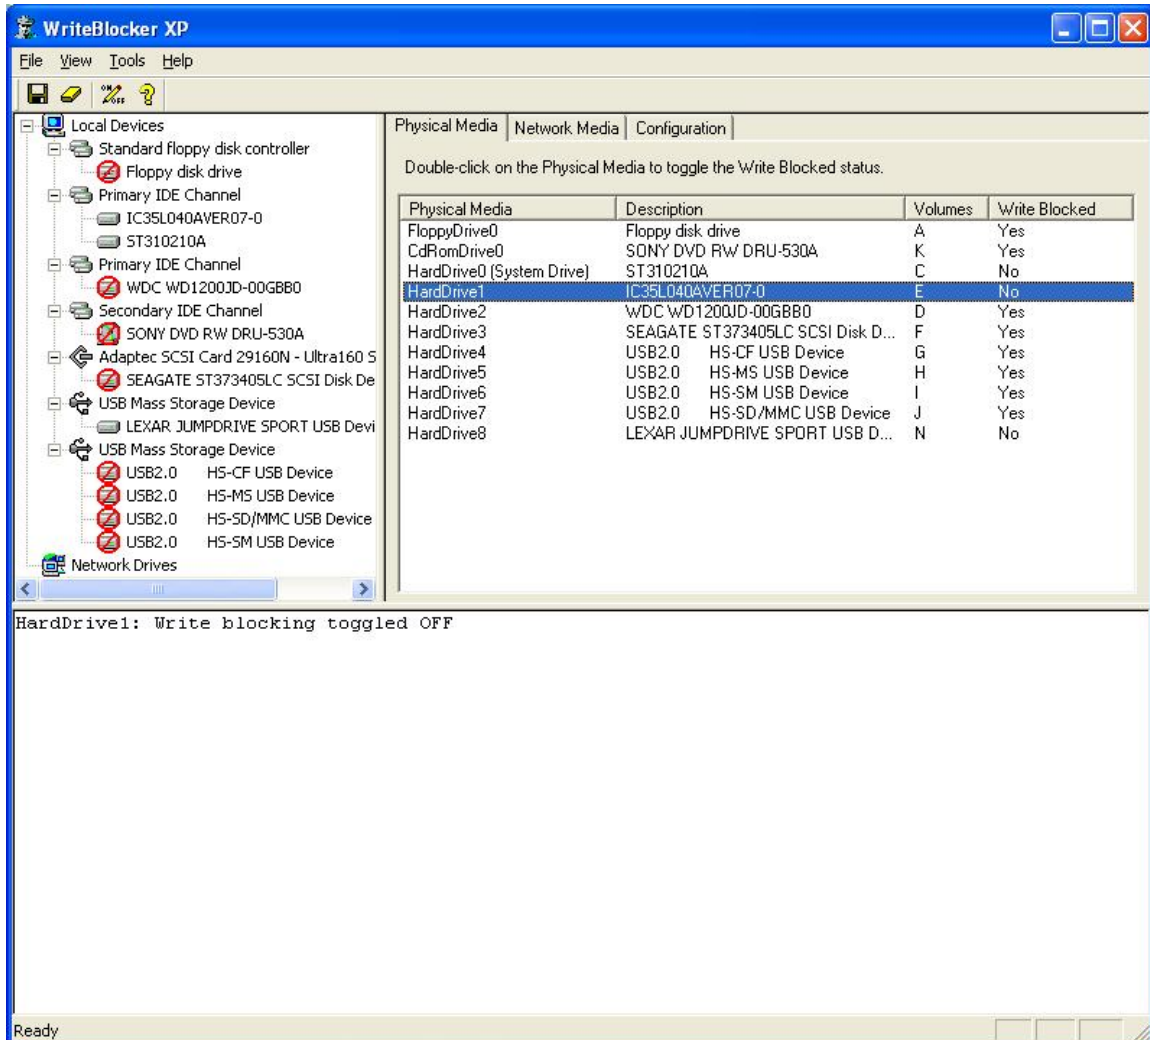 WriteBlocker XP
File View Tools Help
ON OFF
Local Devices
Standard floppy disk controller
Floppy disk drive
Primary IDE Channel
IC35L040AVER07-0
ST310210A
Primary IDE Channel
WDC WD1200JD-00GBB0
Secondary IDE Channel
SONY DVD RW DRU-530A
Adaptec SCSI Card 29160N - Ultra160 S
SEAGATE ST373405LC SCSI Disk De
USB Mass Storage Device
LEXAR JUMPDRIVE SPORT USB Devi
USB Mass Storage Device
USB2.0 HS-CF USB Device
USB2.0 HS-MS USB Device
USB2.0 HS-SD/MMC USB Device
USB2.0 HS-SM USB Device
Network Drives
Physical Media Network Media Configuration
Double-click on the Physical Media to toggle the Write Blocked status.
Physical Media Description Volumes Write Blocked
FloppyDrive0 Floppy disk drive A Yes
CdRomDrive0 SONY DVD RW DRU-530A K Yes
HardDrive0 (System Drive) ST310210A C No
HardDrive1 IC35L040AVER07-0 E No
HardDrive2 WDC WD1200JD-00GBB0 D Yes
HardDrive3 SEAGATE ST373405LC SCSI Disk D... F Yes
HardDrive4 USB2.0 HS-CF USB Device G Yes
HardDrive5 USB2.0 HS-MS USB Device H Yes
HardDrive6 USB2.0 HS-SM USB Device I Yes
HardDrive7 USB2.0 HS-SD/MMC USB Device J Yes
HardDrive8 LEXAR JUMPDRIVE SPORT USB D... N No
HardDrive1: Write blocking toggled OFF
Ready